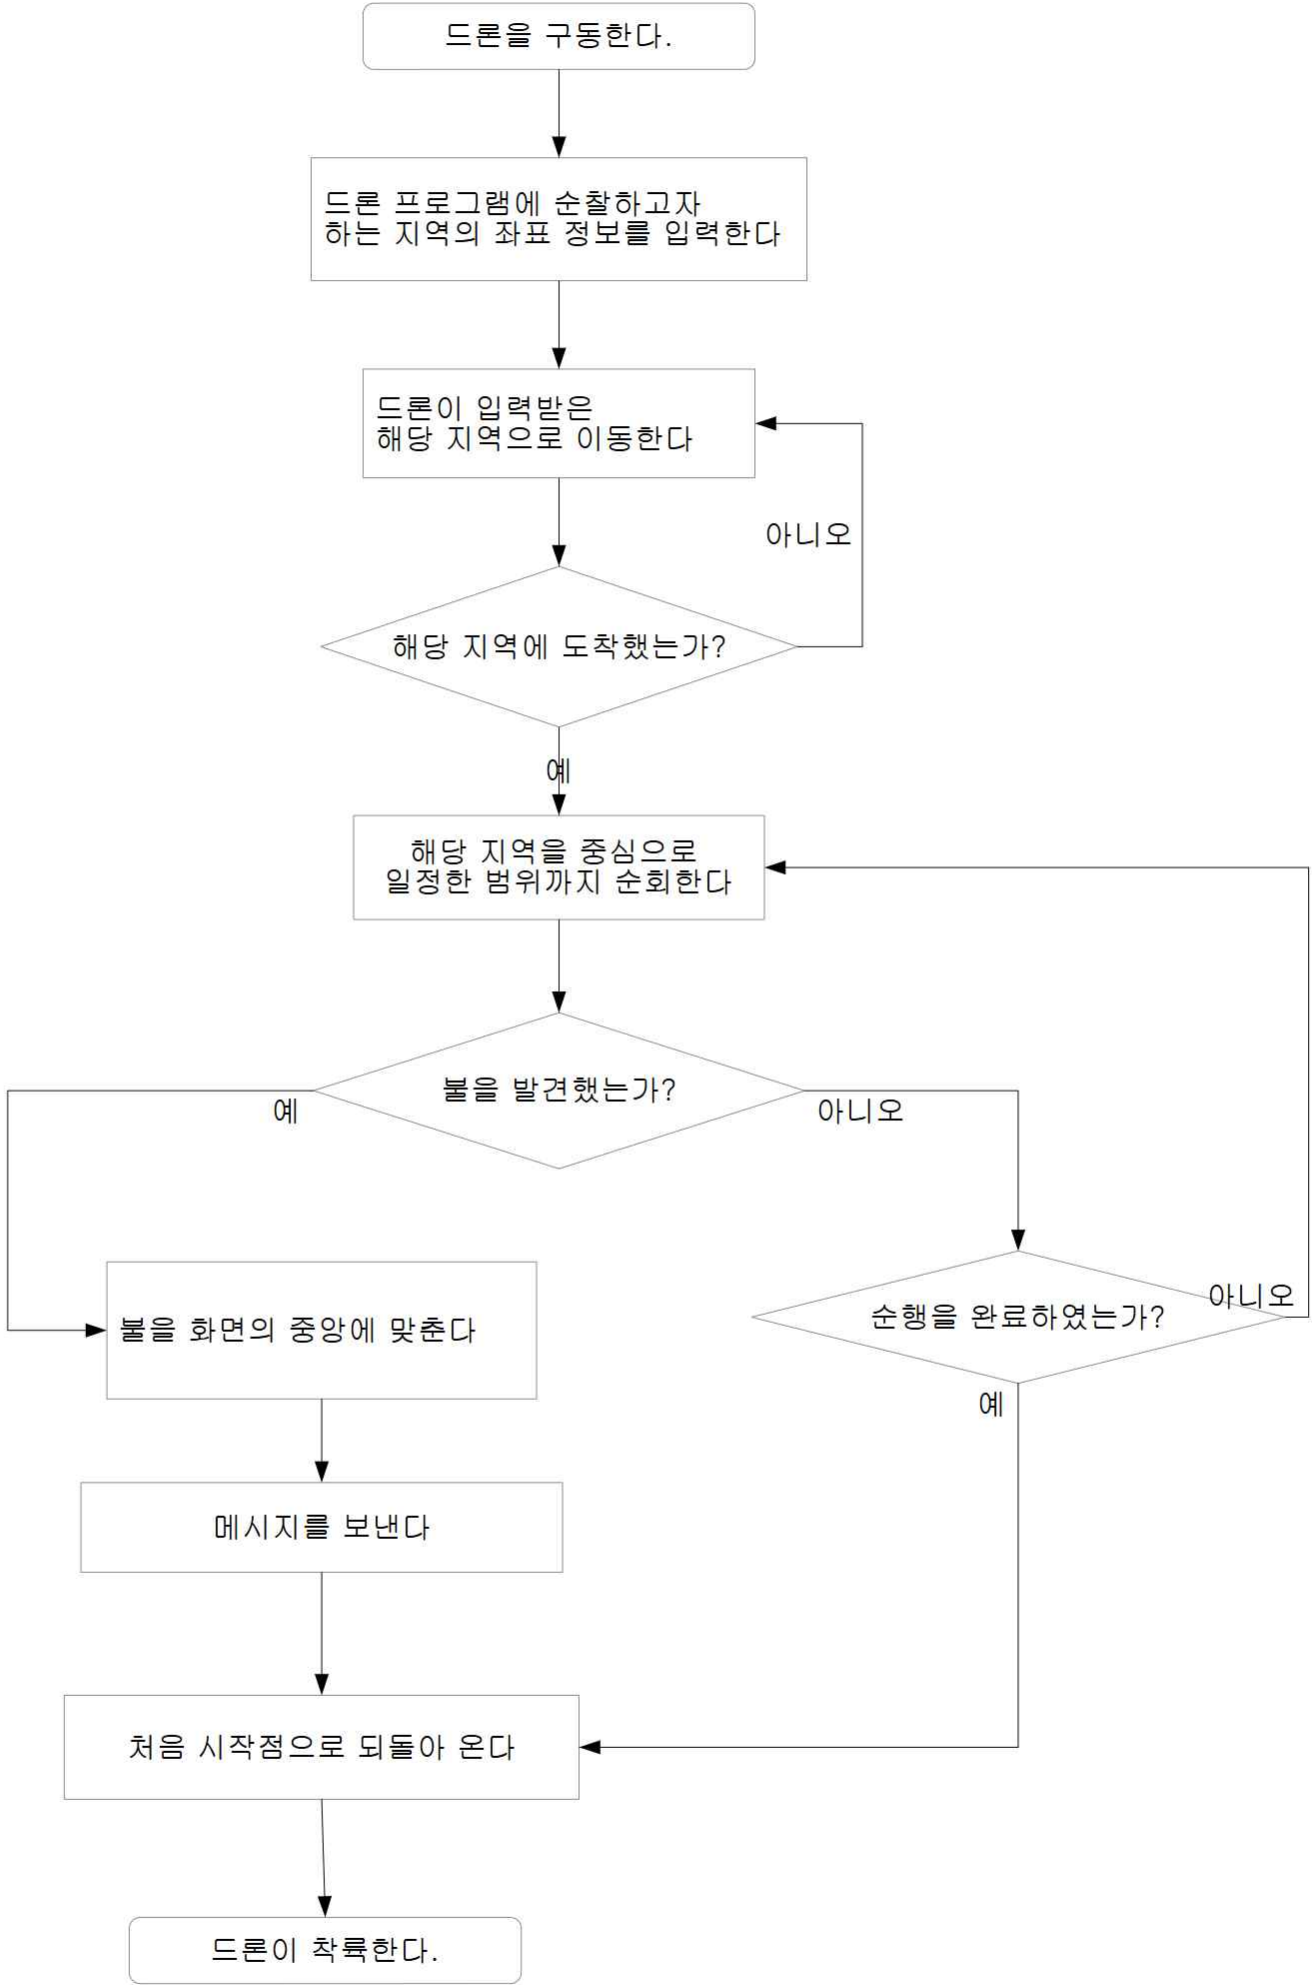 드론을 구동한다.
드론 프로그램에 순찰하고자
하는 지역의 좌표 정보를 입력한다
드론이 입력받은
해당 지역으로 이동한다
아니오
해당 지역에 도착했는가?
예
해당 지역을 중심으로
일정한 범위까지 순회한다
불을 발견했는가?
예
아니오
불을 화면의 중앙에 맞춘다
순행을 완료하였는가?
아니오
예
메시지를 보낸다
처음 시작점으로 되돌아 온다
드론이 착륙한다.